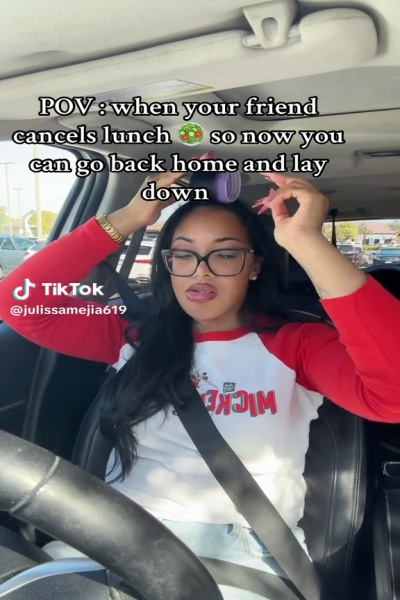 POV : when your friend
cancels lunch 🥗 so now you
can go back home and lay
down
TikTok
@julissamejia619
MICKEY